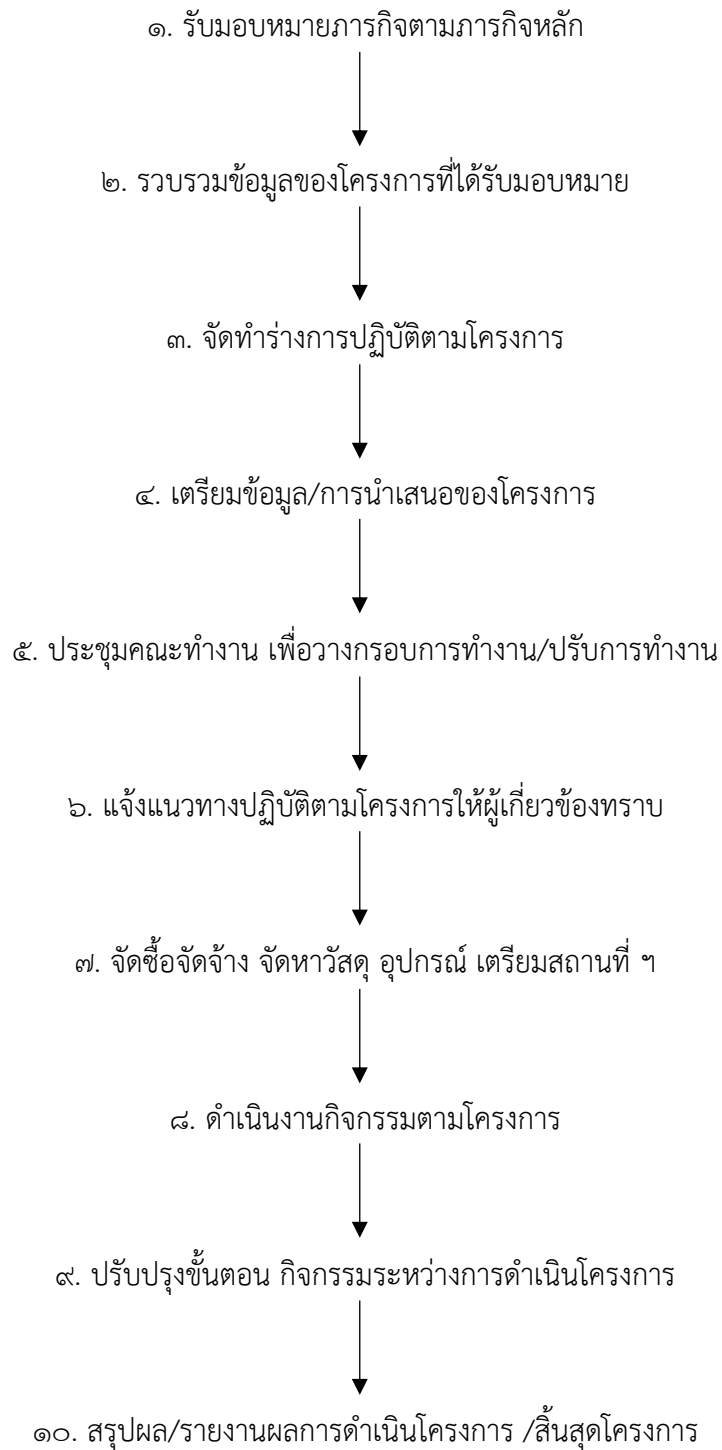 ๑. รับมอบหมายภารกิจตามภารกิจหลัก
๒. รวบรวมข้อมูลของโครงการที่ได้รับมอบหมาย
๓. จัดทำร่างการปฏิบัติตามโครงการ
๔. เตรียมข้อมูล/การนำเสนอของโครงการ
๕. ประชุมคณะทำงาน เพื่อวางกรอบการทำงาน/ปรับการทำงาน
๖. แจ้งแนวทางปฏิบัติตามโครงการให้ผู้เกี่ยวข้องทราบ
๗. จัดซื้อจัดจ้าง จัดหาวัสดุ อุปกรณ์ เตรียมสถานที่ ฯ
๘. ดำเนินงานกิจกรรมตามโครงการ
๙. ปรับปรุงขั้นตอน กิจกรรมระหว่างการดำเนินโครงการ
๑๐. สรุปผล/รายงานผลการดำเนินโครงการ /สิ้นสุดโครงการ